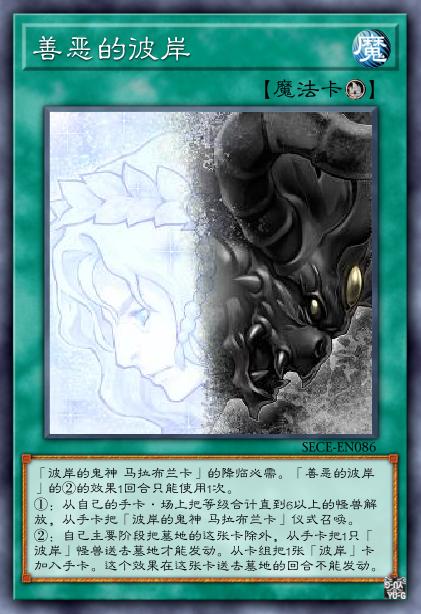 善恶的彼岸
魔
【魔法卡】
SECE-EN086
「彼岸的鬼神 马拉布兰卡」的降临必需。「善恶的彼岸
」的②的效果1回合只能使用1次。
①：从自己的手卡·场上把等级合计直到6以上的怪兽解
放，从手卡把「彼岸的鬼神 马拉布兰卡」仪式召唤。
②：自己主要阶段把墓地的这张卡除外，从手卡把1只「
彼岸」怪兽送去墓地才能发动。从卡组把1张「彼岸」卡
加入手卡。这个效果在这张卡送去墓地的回合不能发动。